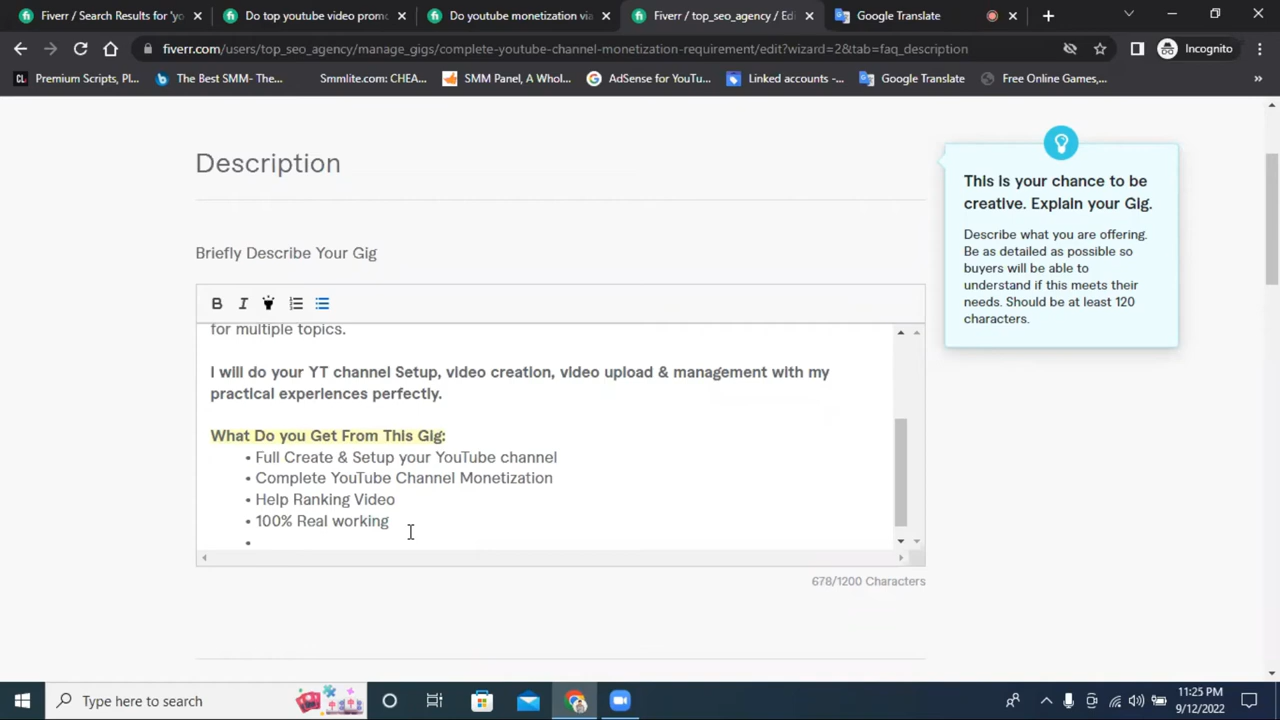 Fiverr / Search Results for 'yo
Do top youtube video promo
Do youtube monetization via
Fiverr / top_seo_agency / Edi
Google Translate
Incognito
fiverr.com/users/top_seo_agency/manage_gigs/complete-youtube-channel-monetization-requirement/edit?wizard=2&tab=faq_description
Premium Scripts, Pl...
The Best SMM- The...
Smmlite.com: CHEA...
SMM Panel, A Whol...
AdSense for YouTu...
Linked accounts -...
Google Translate
Free Online Games,...
»
Description
This is your chance to be
creative. Explain your Gig.
Describe what you are offering.
Be as detailed as possible so
buyers will be able to
understand if this meets their
needs. Should be at least 120
characters.
Briefly Describe Your Gig
B I
for multiple topics.
I will do your YT channel Setup, video creation, video upload & management with my
practical experiences perfectly.
What Do you Get From This Gig:
• Full Create & Setup your YouTube channel
• Complete YouTube Channel Monetization
• Help Ranking Video
• 100% Real working
•
678/1200 Characters
Type here to search
11:25 PM
9/12/2022